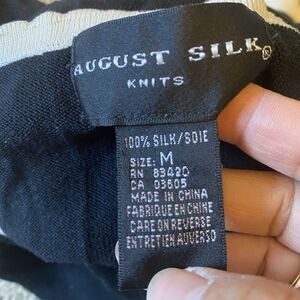 AUGUST SILK®
KNITS
100% SILK/SOIE
SIZE: M
RN 83420
CA 03605
MADE IN CHINA
FABRIQUE EN CHINE
CARE ON REVERSE
ENTRETIEN AU VERSO